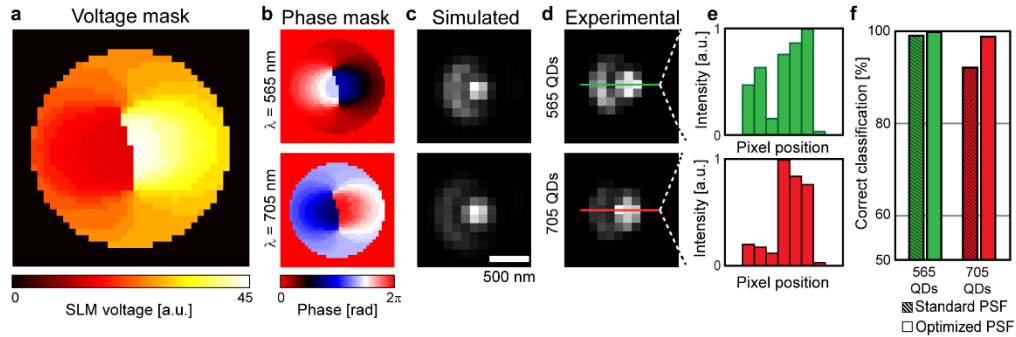 a Voltage mask
0 45
SLM voltage [a.u.]
b Phase mask
λ = 565 nm
λ = 705 nm
0 2π
Phase [rad]
c Simulated
500 nm
d Experimental
565 QDs
705 QDs
e
1
Intensity [a.u.]
0
Pixel position
1
Intensity [a.u.]
0
Pixel position
f
Correct classification [%]
100
90
60
50
565 QDs
705 QDs
Standard PSF
Optimized PSF